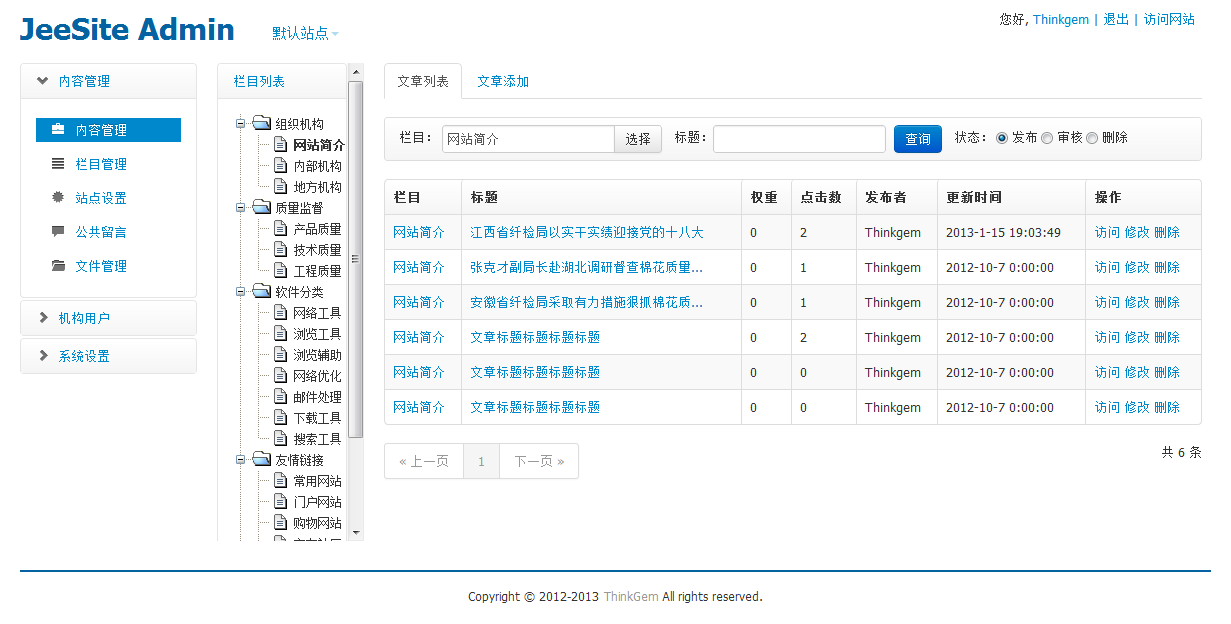 JeeSite Admin
默认站点
您好, Thinkgem | 退出 | 访问网站
内容管理
内容管理
栏目管理
站点设置
公共留言
文件管理
机构用户
系统设置
栏目列表
组织机构
网站简介
内部机构
地方机构
质量监督
产品质量
技术质量
工程质量
软件分类
网络工具
浏览工具
浏览辅助
网络优化
邮件处理
下载工具
搜索工具
友情链接
常用网站
门户网站
购物网站
文章列表 文章添加
栏目： 网站简介 选择 标题： 查询 状态： 发布 审核 删除
栏目 标题 权重 点击数 发布者 更新时间 操作
网站简介 江西省纤检局以实干实绩迎接党的十八大 0 2 Thinkgem 2013-1-15 19:03:49 访问 修改 删除
网站简介 张克才副局长赴湖北调研督查棉花质量... 0 1 Thinkgem 2012-10-7 0:00:00 访问 修改 删除
网站简介 安徽省纤检局采取有力措施狠抓棉花质... 0 1 Thinkgem 2012-10-7 0:00:00 访问 修改 删除
网站简介 文章标题标题标题标题 0 2 Thinkgem 2012-10-7 0:00:00 访问 修改 删除
网站简介 文章标题标题标题标题 0 0 Thinkgem 2012-10-7 0:00:00 访问 修改 删除
网站简介 文章标题标题标题标题 0 0 Thinkgem 2012-10-7 0:00:00 访问 修改 删除
« 上一页 1 下一页 »
共 6 条
Copyright © 2012-2013 ThinkGem All rights reserved.